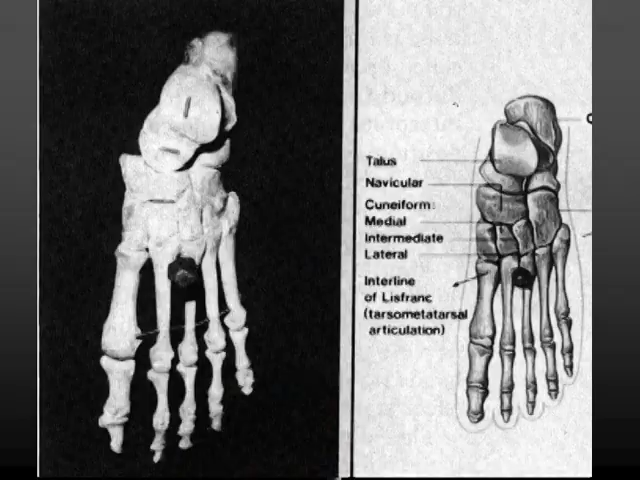 Talus
Navicular
Cuneiform:
Medial
Intermediate
Lateral
Interline
of Lisfranc
(tarsometatarsal
articulation)